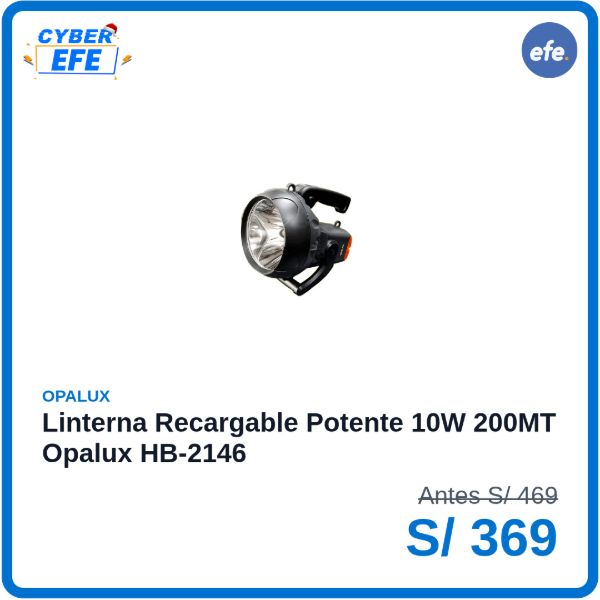 CYBER
EFE
efe.
OPALUX
Linterna Recargable Potente 10W 200MT
Opalux HB-2146
Antes S/ 469
S/ 369